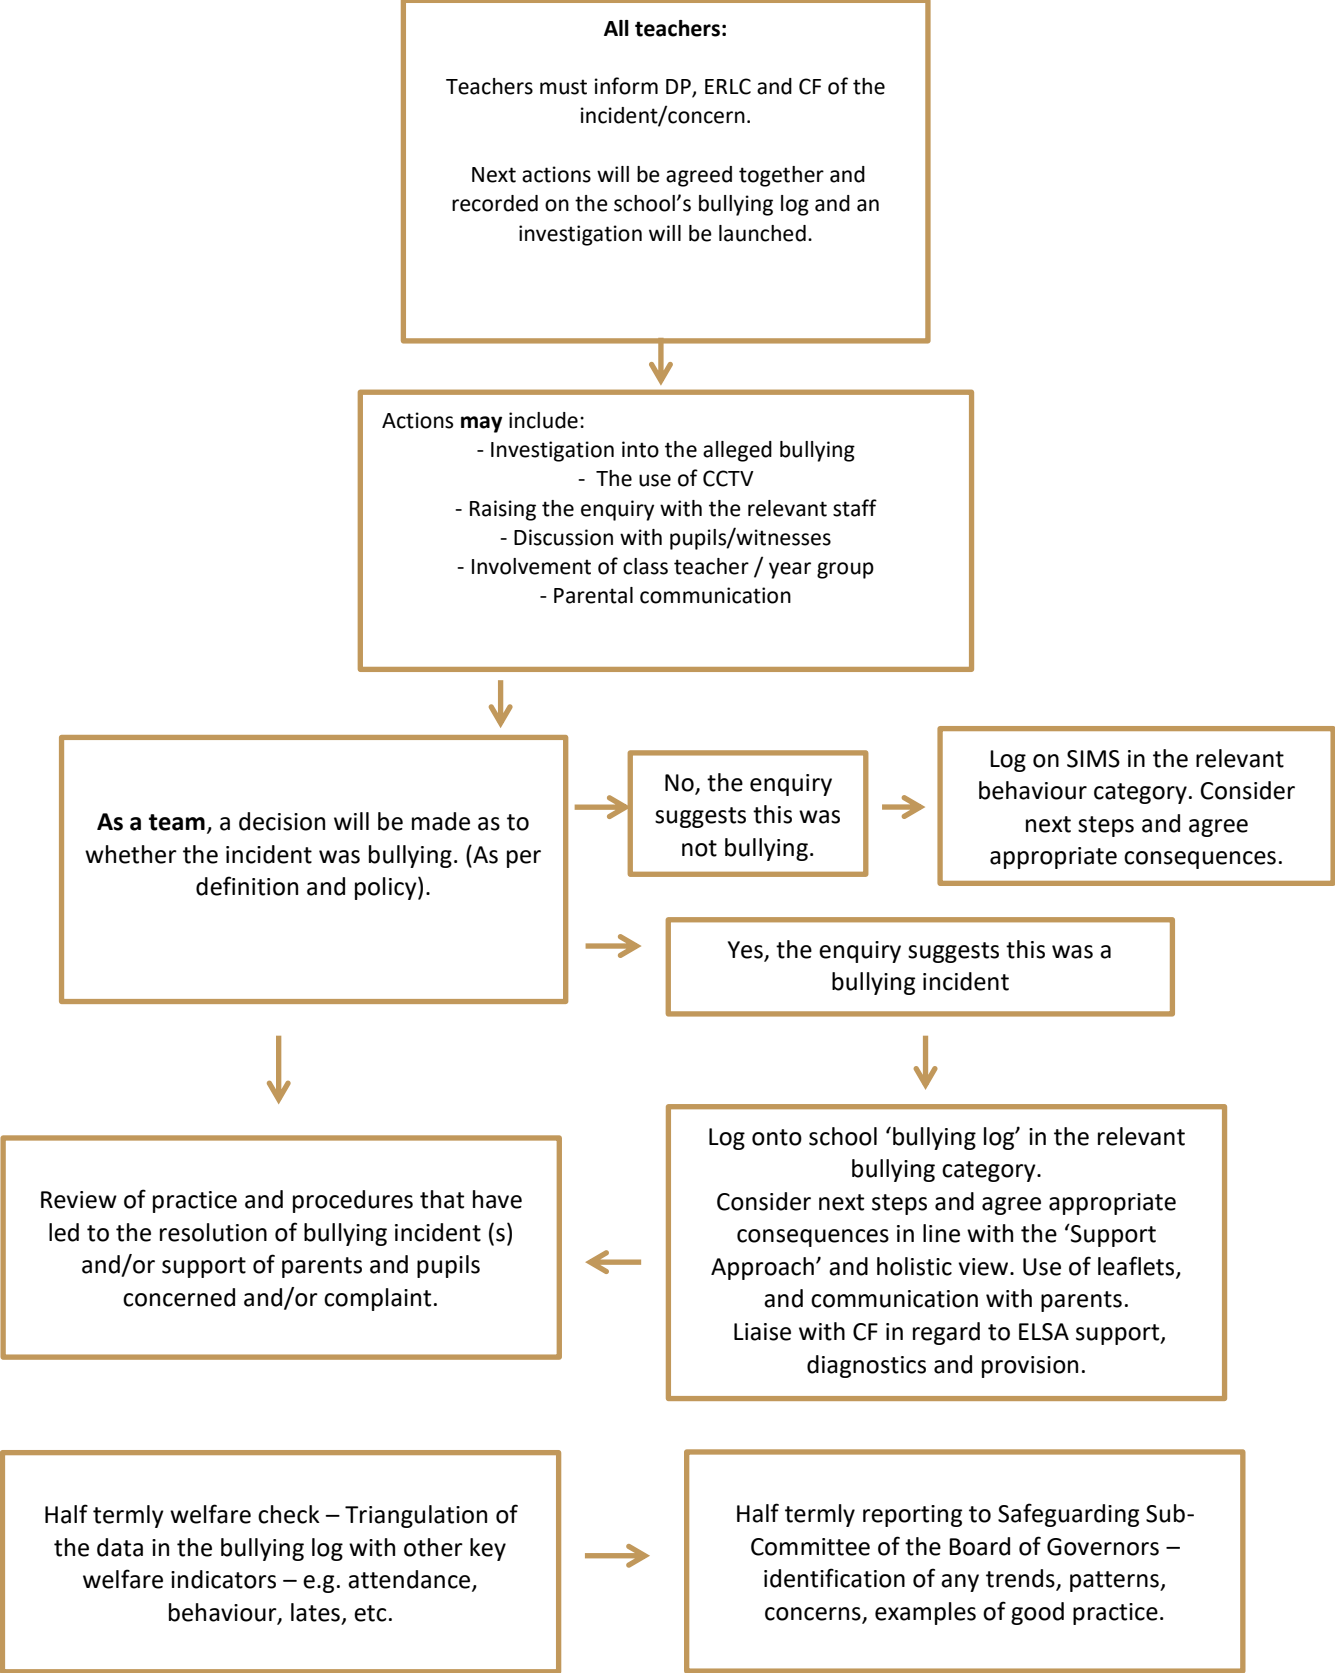 All teachers:
Teachers must inform DP, ERLC and CF of the
incident/concern.
Next actions will be agreed together and
recorded on the school’s bullying log and an
investigation will be launched.
Actions may include:
- Investigation into the alleged bullying
- The use of CCTV
- Raising the enquiry with the relevant staff
- Discussion with pupils/witnesses
- Involvement of class teacher / year group
- Parental communication
As a team, a decision will be made as to
whether the incident was bullying. (As per
definition and policy).
No, the enquiry
suggests this was
not bullying.
Log on SIMS in the relevant
behaviour category. Consider
next steps and agree
appropriate consequences.
Yes, the enquiry suggests this was a
bullying incident
Review of practice and procedures that have
led to the resolution of bullying incident (s)
and/or support of parents and pupils
concerned and/or complaint.
Log onto school ‘bullying log’ in the relevant
bullying category.
Consider next steps and agree appropriate
consequences in line with the ‘Support
Approach’ and holistic view. Use of leaflets,
and communication with parents.
Liaise with CF in regard to ELSA support,
diagnostics and provision.
Half termly welfare check – Triangulation of
the data in the bullying log with other key
welfare indicators – e.g. attendance,
behaviour, lates, etc.
Half termly reporting to Safeguarding Sub-
Committee of the Board of Governors –
identification of any trends, patterns,
concerns, examples of good practice.